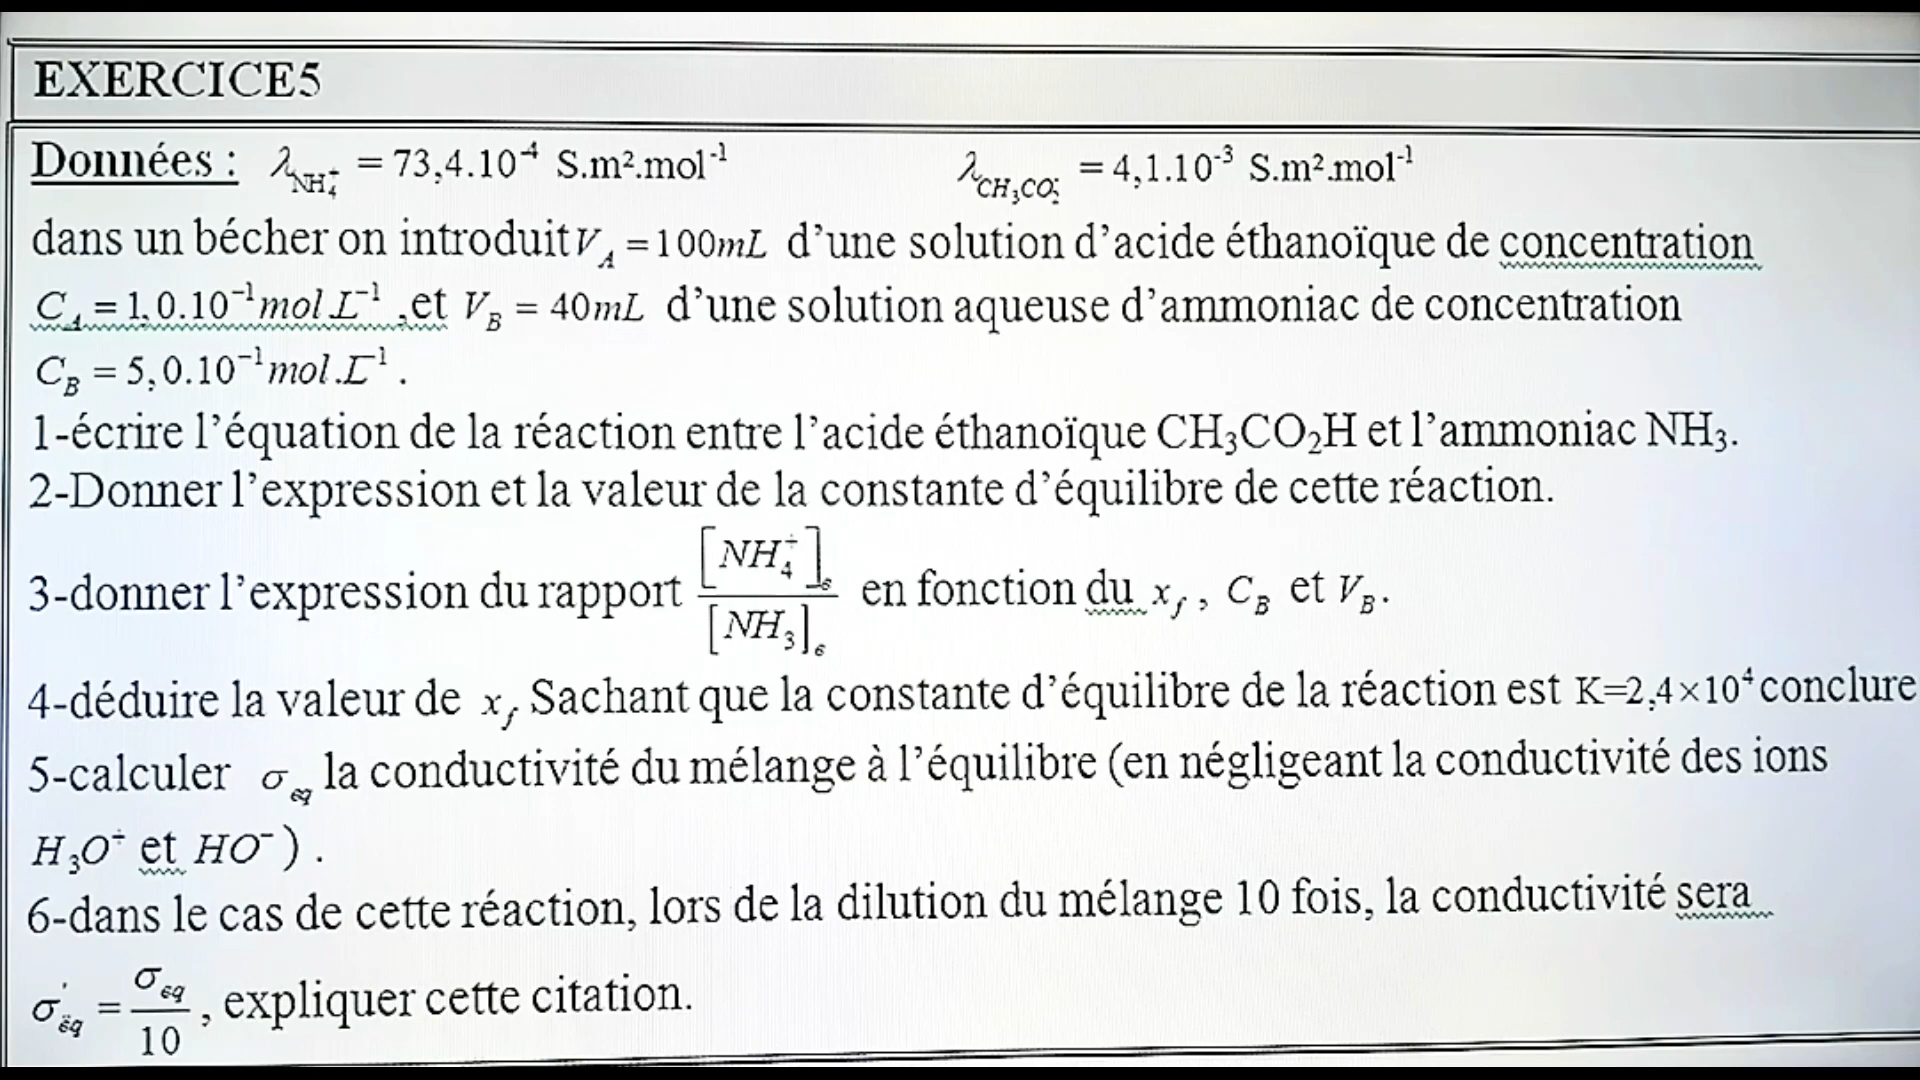 EXERCICE5
Données : λNH₄⁺ = 73,4.10⁻⁴ S.m².mol⁻¹ λCH₃CO₂⁻ = 4,1.10⁻³ S.m².mol⁻¹
dans un bécher on introduit V_A = 100mL d’une solution d’acide éthanoïque de concentration
C_A = 1,0.10⁻¹ mol.L⁻¹ ,et V_B = 40mL d’une solution aqueuse d’ammoniac de concentration
C_B = 5,0.10⁻¹ mol.L⁻¹ .
1-écrire l’équation de la réaction entre l’acide éthanoïque CH₃CO₂H et l’ammoniac NH₃.
2-Donner l’expression et la valeur de la constante d’équilibre de cette réaction.
3-donner l’expression du rapport [NH₄⁺]é / [NH₃]é en fonction du x_f , C_B et V_B.
4-déduire la valeur de x_f Sachant que la constante d’équilibre de la réaction est K=2,4×10⁴ conclure
5-calculer σ_éq la conductivité du mélange à l’équilibre (en négligeant la conductivité des ions
H₃O⁺ et HO⁻) .
6-dans le cas de cette réaction, lors de la dilution du mélange 10 fois, la conductivité sera
σ'_éq = σ_éq / 10 , expliquer cette citation.